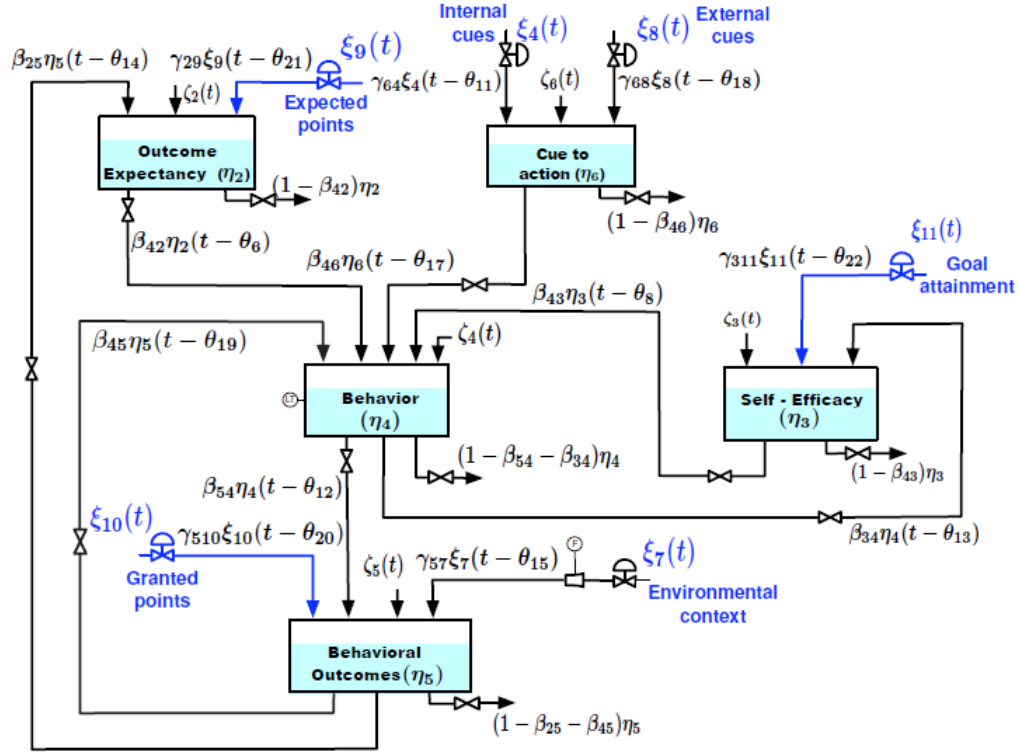 Internal
cues
ξ₄(t)
ξ₈(t)
External
cues
β₂₅η₅(t − θ₁₄)
γ₂₉ξ₉(t − θ₂₁)
ξ₉(t)
Expected
points
ζ₂(t)
γ₆₄ξ₄(t − θ₁₁)
ζ₆(t)
γ₆₈ξ₈(t − θ₁₈)
Outcome
Expectancy (η₂)
(1 − β₄₂)η₂
β₄₂η₂(t − θ₆)
Cue to
action (η₆)
(1 − β₄₆)η₆
β₄₆η₆(t − θ₁₇)
ξ₁₁(t)
γ₃₁₁ξ₁₁(t − θ₂₂)
Goal
attainment
β₄₃η₃(t − θ₈)
β₄₅η₅(t − θ₁₉)
ζ₄(t)
ζ₃(t)
LT
Behavior
(η₄)
Self - Efficacy
(η₃)
(1 − β₅₄ − β₃₄)η₄
(1 − β₄₃)η₃
β₅₄η₄(t − θ₁₂)
β₃₄η₄(t − θ₁₃)
ξ₁₀(t)
γ₅₁₀ξ₁₀(t − θ₂₀)
Granted
points
ζ₅(t)
γ₅₇ξ₇(t − θ₁₅)
F
ξ₇(t)
Environmental
context
Behavioral
Outcomes (η₅)
(1 − β₂₅ − β₄₅)η₅